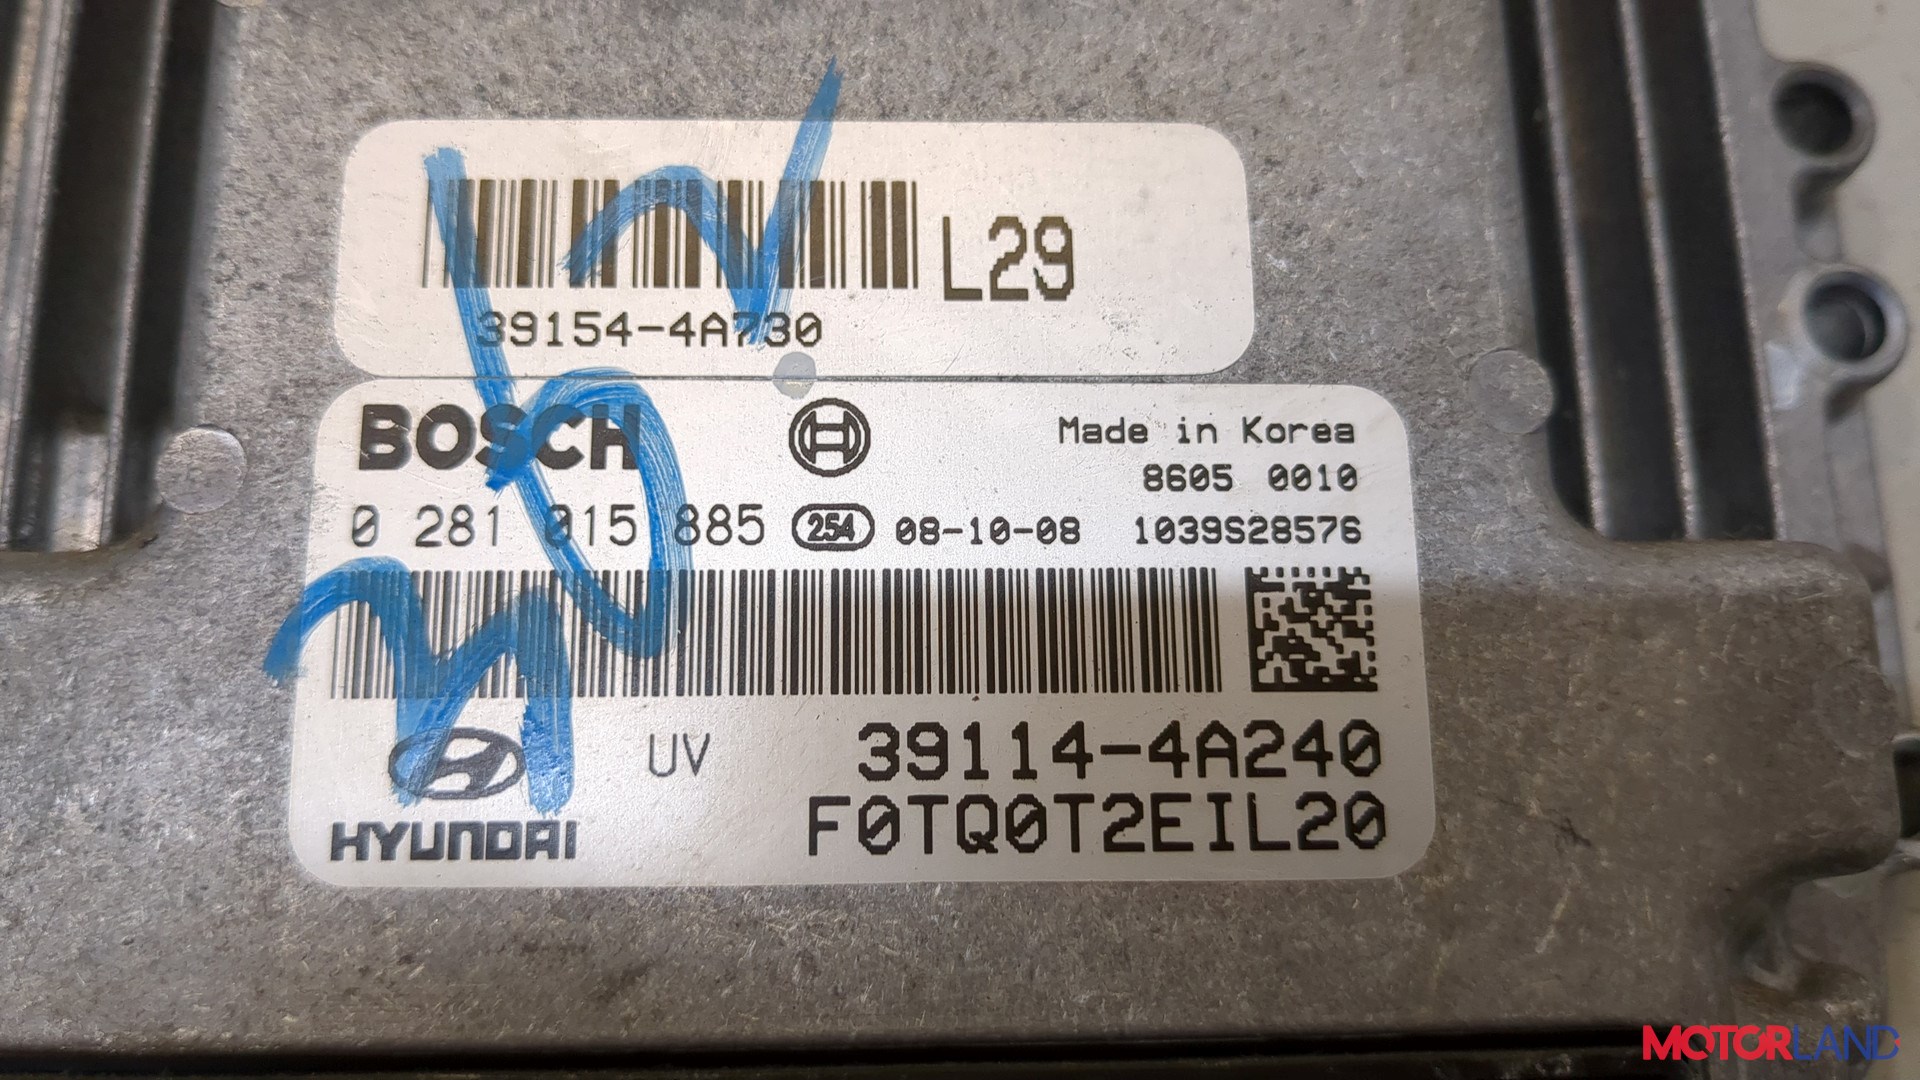 L29
39154-4A730
BOSCH
Made in Korea
8605 0010
0 281 015 885 254 08-10-08 1039S28576
UV 39114-4A240
HYUNDAI F0TQ0T2EIL20
MOTORLAND